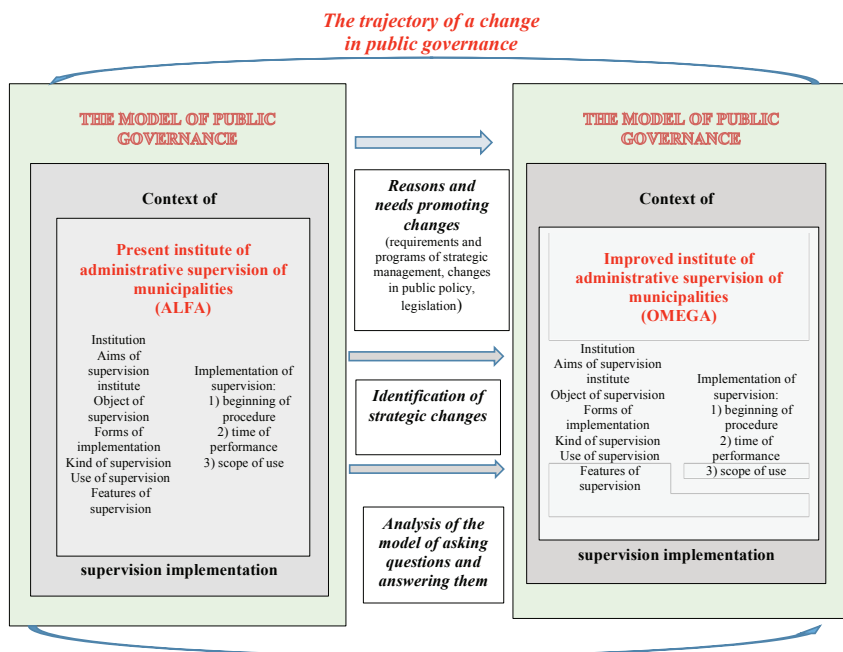 The trajectory of a change
in public governance
THE MODEL OF PUBLIC
GOVERNANCE
Context of
Present institute of
administrative supervision of
municipalities
(ALFA)
Institution
Aims of
supervision
institute
Object of
supervision
Forms of
implementation
Kind of supervision
Use of supervision
Features of
supervision
Implementation of
supervision:
1) beginning of
procedure
2) time of
performance
3) scope of use
supervision implementation
Reasons and
needs promoting
changes
(requirements and
programs of strategic
management, changes
in public policy,
legislation)
Identification of
strategic changes
Analysis of the
model of asking
questions and
answering them
THE MODEL OF PUBLIC
GOVERNANCE
Context of
Improved institute of
administrative supervision of
municipalities
(OMEGA)
Institution
Aims of supervision
institute
Object of supervision
Forms of
implementation
Kind of supervision
Use of supervision
Features of
supervision
Implementation of
supervision:
1) beginning of
procedure
2) time of
performance
3) scope of use
supervision implementation